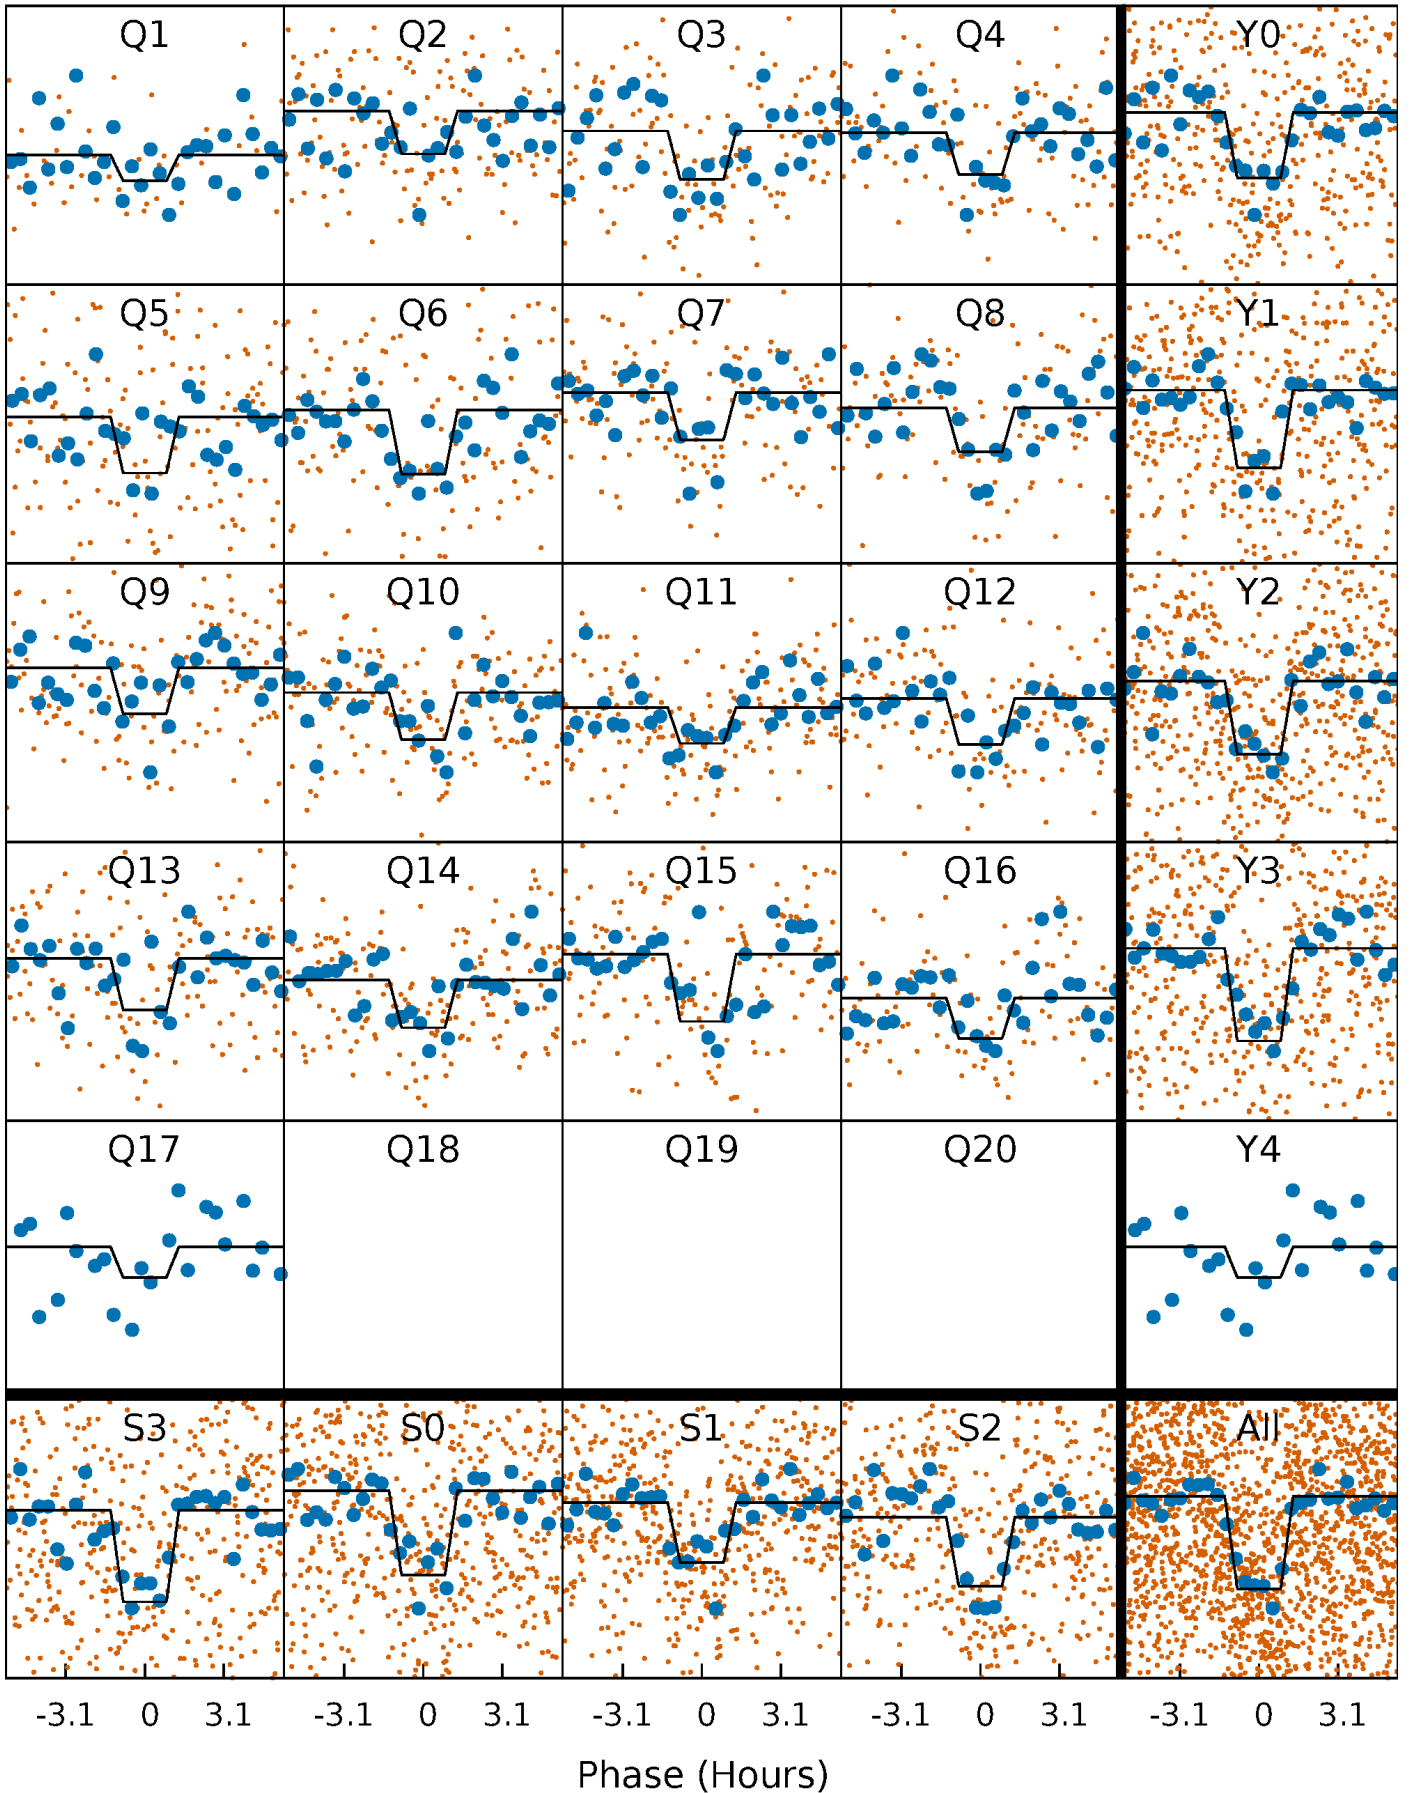 Q1 Q2 Q3 Q4 Y0
Q5 Q6 Q7 Q8 Y1
Q9 Q10 Q11 Q12 Y2
Q13 Q14 Q15 Q16 Y3
Q17 Q18 Q19 Q20 Y4
S3 S0 S1 S2 All
-3.1 0 3.1 -3.1 0 3.1 -3.1 0 3.1 -3.1 0 3.1 -3.1 0 3.1
Phase (Hours)